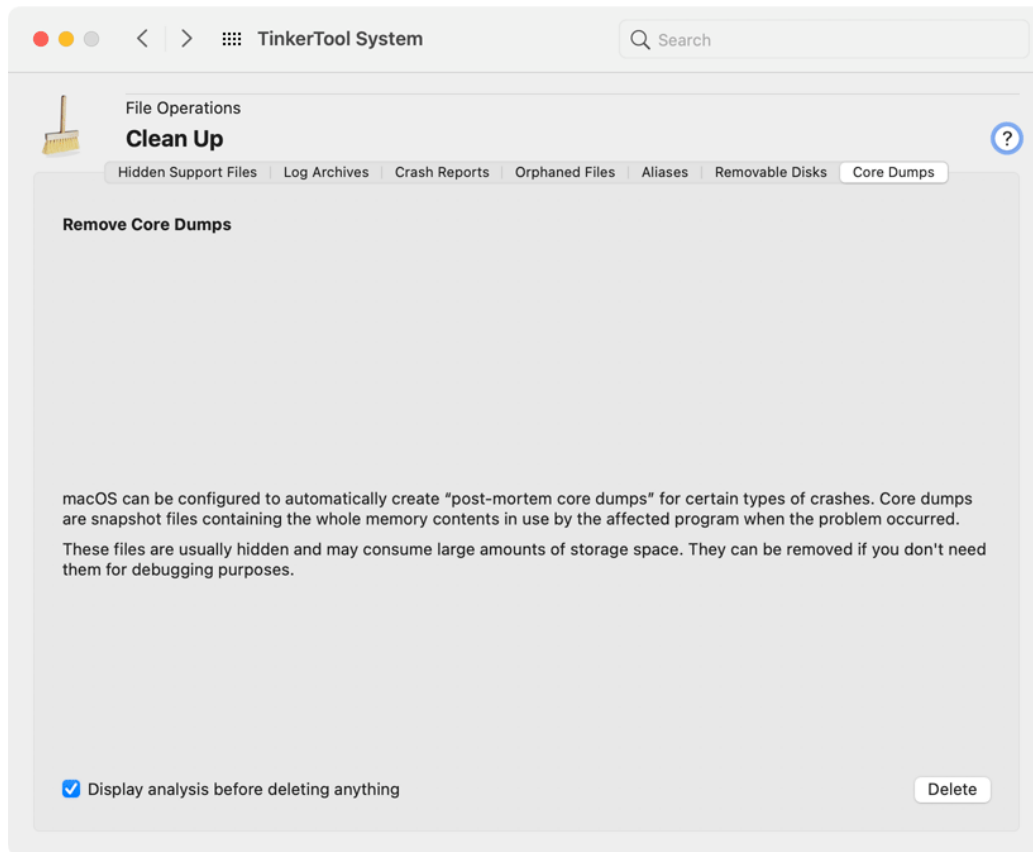 TinkerTool System
Search
File Operations
Clean Up
?
Hidden Support Files
Log Archives
Crash Reports
Orphaned Files
Aliases
Removable Disks
Core Dumps
Remove Core Dumps
macOS can be configured to automatically create “post-mortem core dumps” for certain types of crashes. Core dumps
are snapshot files containing the whole memory contents in use by the affected program when the problem occurred.
These files are usually hidden and may consume large amounts of storage space. They can be removed if you don't need
them for debugging purposes.
Display analysis before deleting anything
Delete